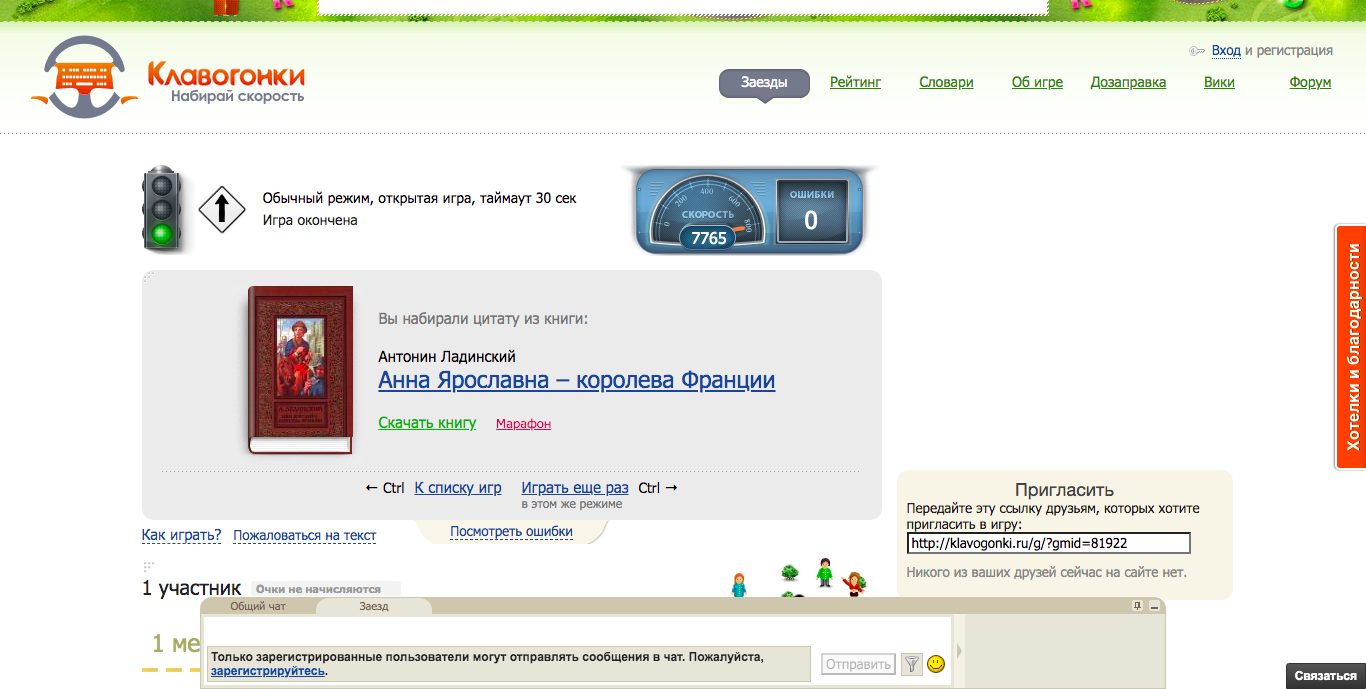 Клавогонки
Набирай скорость
Вход и регистрация
Заезды Рейтинг Словари Об игре Дозаправка Вики Форум
Обычный режим, открытая игра, таймаут 30 сек
Игра окончена
0 200 400 600 800
СКОРОСТЬ
7765
ОШИБКИ
0
Вы набирали цитату из книги:
Антонин Ладинский
Анна Ярославна – королева Франции
Скачать книгу Марафон
← Ctrl К списку игр Играть еще раз Ctrl →
в этом же режиме
Как играть? Пожаловаться на текст Посмотреть ошибки
Пригласить
Передайте эту ссылку друзьям, которых хотите
пригласить в игру:
http://klavogonki.ru/g/?gmid=81922
Никого из ваших друзей сейчас на сайте нет.
Хотелки и благодарности
1 участник Очки не начисляются
1 ме
Общий чат Заезд
Только зарегистрированные пользователи могут отправлять сообщения в чат. Пожалуйста,
зарегистрируйтесь.
Отправить
Связаться